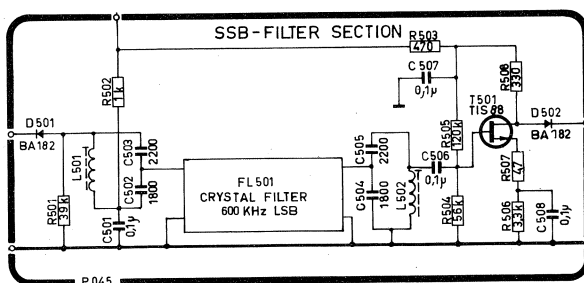 SSB-FILTER SECTION
R503
470
C507
0,1µ
R508
330
T501
TIS 88
D502
BA 182
R502
1k
D501
BA182
L501
C503
2200
C502
1800
C505
2200
C504
1800
L502
C506
0,1µ
R505
120k
R507
47
FL501
CRYSTAL FILTER
600 KHz LSB
R501
39k
C501
0,1µ
R504
56k
R506
3,3k
C508
0,1µ
P.045